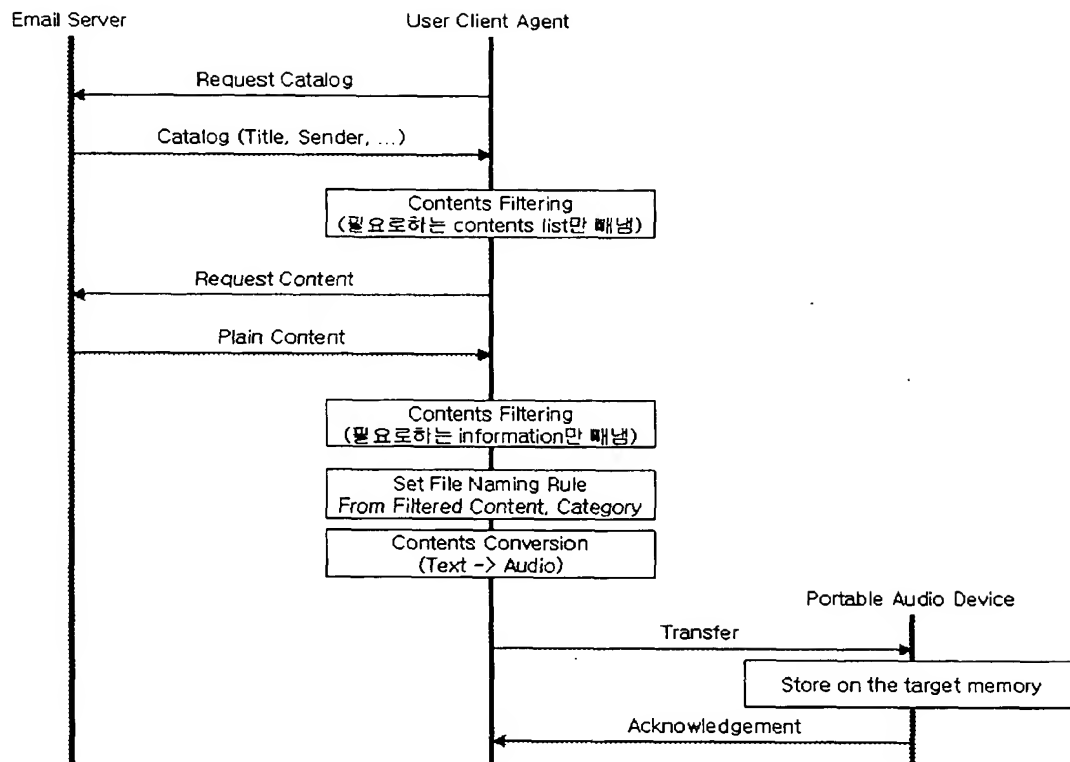 Email Server
User Client Agent
Request Catalog
Catalog (Title, Sender, ...)
Contents Filtering
(필요로하는 contents list만 빼냄)
Request Content
Plain Content
Contents Filtering
(필요로하는 information만 빼냄)
Set File Naming Rule
From Filtered Content, Category
Contents Conversion
(Text -> Audio)
Portable Audio Device
Transfer
Store on the target memory
Acknowledgement